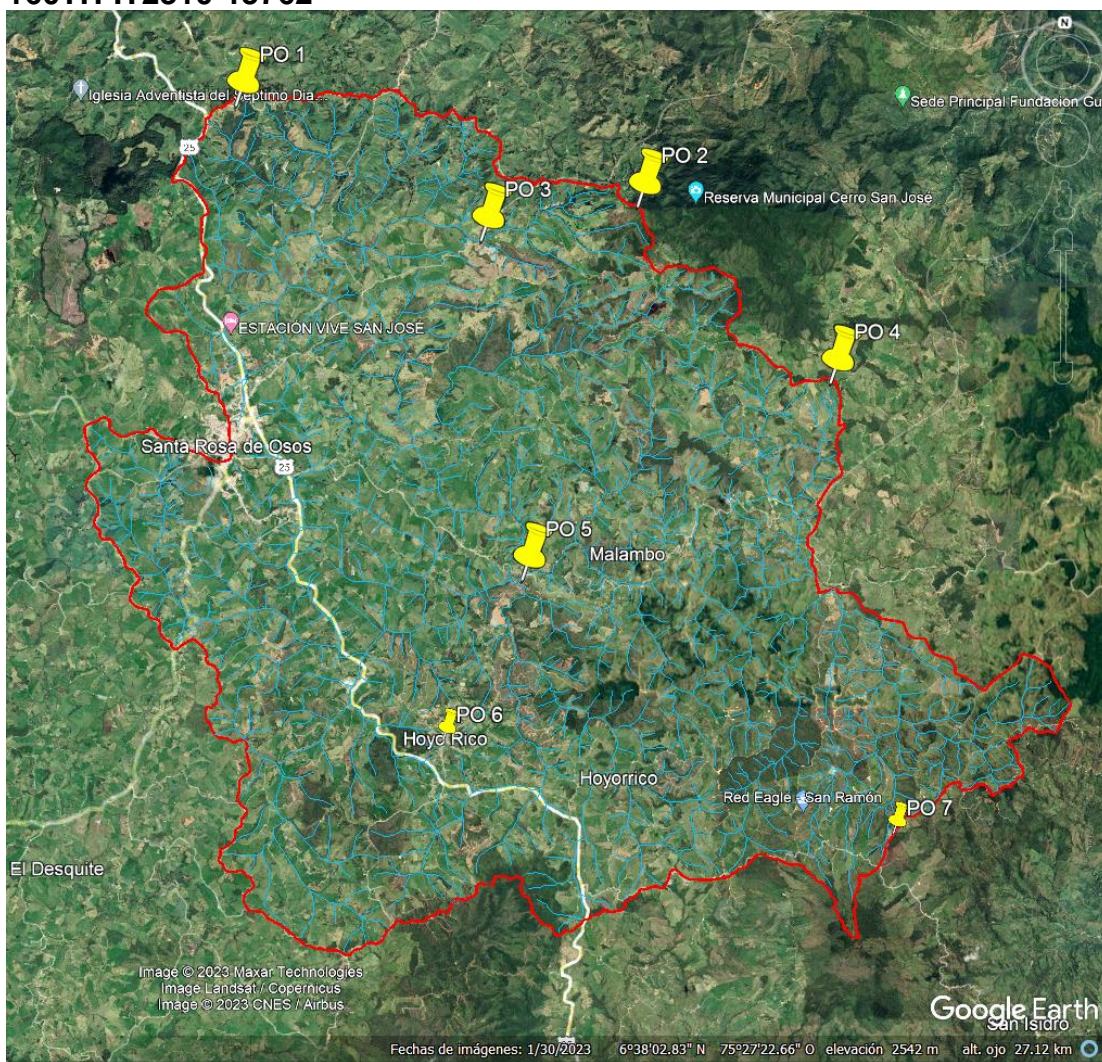 PO 1
Iglesia Adventista del Septimo Dia...
Sede Principal Fundacion Gu
25
PO 2
Reserva Municipal Cerro San José
PO 3
ESTACIÓN VIVE SAN JOSÉ
PO 4
Santa Rosa de Osos
25
PO 5
Malambo
PO 6
Hoyo Rico
Hoyorrico
Red Eagle - San Ramón
PO 7
El Desquite
Image © 2023 Maxar Technologies
Image Landsat / Copernicus
Image © 2023 CNES / Airbus
Google Earth
San Isidro
Fechas de imágenes: 1/30/2023 6°38'02.83" N 75°27'22.66" O elevación 2542 m alt. ojo 27.12 km
N